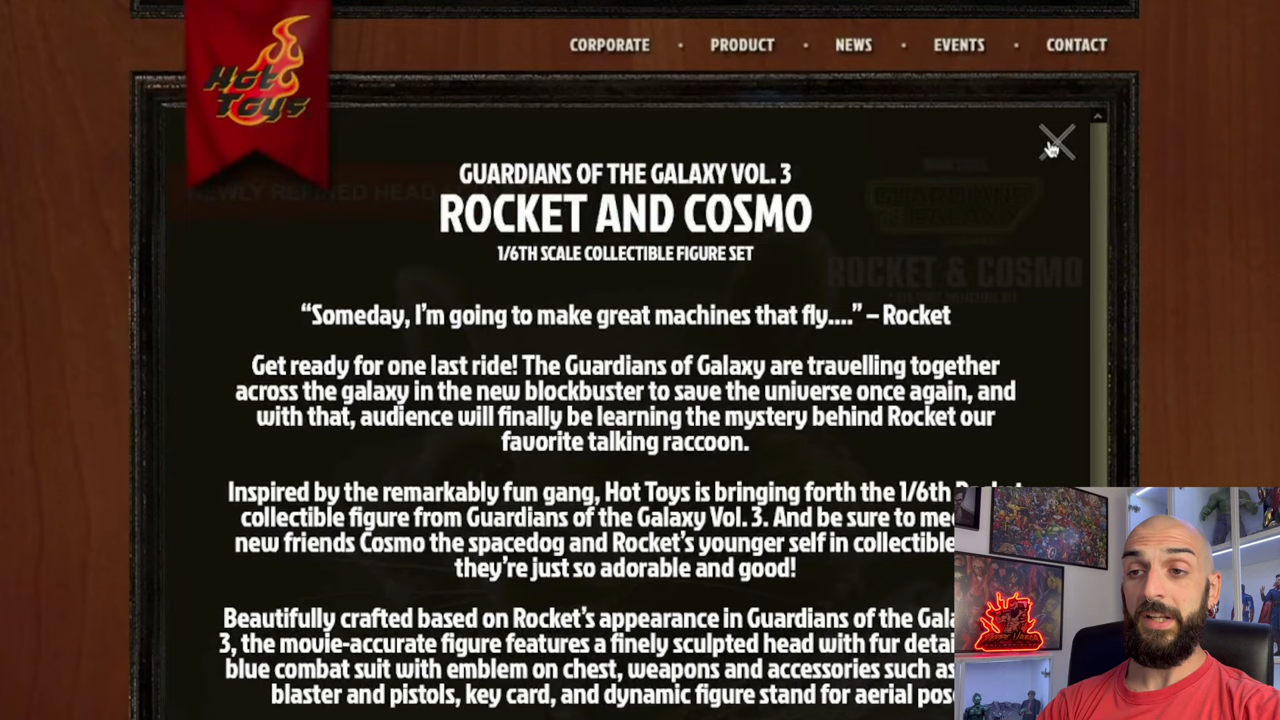 Hot
Toys
CORPORATE • PRODUCT • NEWS • EVENTS • CONTACT
NEWLY REFINED HEAD
GUARDIANS OF THE GALAXY VOL. 3
ROCKET AND COSMO
ROCKET & COSMO
1/6TH SCALE COLLECTIBLE FIGURE SET
“Someday, I'm going to make great machines that fly....” – Rocket
Get ready for one last ride! The Guardians of Galaxy are travelling together
across the galaxy in the new blockbuster to save the universe once again, and
with that, audience will finally be learning the mystery behind Rocket our
favorite talking raccoon.
Inspired by the remarkably fun gang, Hot Toys is bringing forth the 1/6th Rocket
collectible figure from Guardians of the Galaxy Vol. 3. And be sure to
new friends Cosmo the spacedog and Rocket's younger self in collectible
they're just so adorable and good!
Beautifully crafted based on Rocket's appearance in Guardians of the
3, the movie-accurate figure features a finely sculpted head with fur
blue combat suit with emblem on chest, weapons and accessories such as
blaster and pistols, key card, and dynamic figure stand for aerial